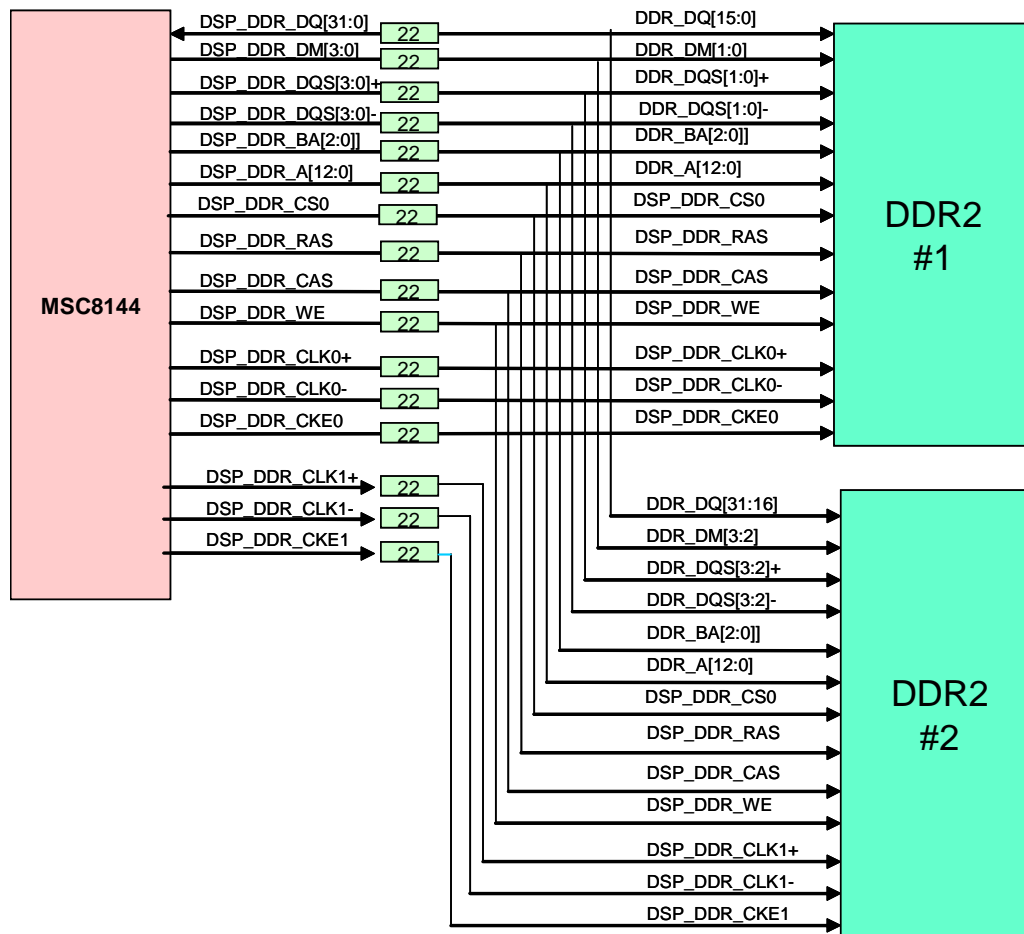 DSP_DDR_DQ[31:0] 22 DDR_DQ[15:0]
DSP_DDR_DM[3:0] 22 DDR_DM[1:0]
DSP_DDR_DQS[3:0]+ 22 DDR_DQS[1:0]+
DSP_DDR_DQS[3:0]- 22 DDR_DQS[1:0]-
DSP_DDR_BA[2:0]] 22 DDR_BA[2:0]]
DSP_DDR_A[12:0] 22 DDR_A[12:0]
DSP_DDR_CS0 22 DSP_DDR_CS0
DSP_DDR_RAS 22 DSP_DDR_RAS
DSP_DDR_CAS 22 DSP_DDR_CAS
DSP_DDR_WE 22 DSP_DDR_WE
DSP_DDR_CLK0+ 22 DSP_DDR_CLK0+
DSP_DDR_CLK0- 22 DSP_DDR_CLK0-
DSP_DDR_CKE0 22 DSP_DDR_CKE0
MSC8144
DDR2
#1
DSP_DDR_CLK1+ 22
DSP_DDR_CLK1- 22
DSP_DDR_CKE1 22
DDR_DQ[31:16]
DDR_DM[3:2]
DDR_DQS[3:2]+
DDR_DQS[3:2]-
DDR_BA[2:0]]
DDR_A[12:0]
DSP_DDR_CS0
DSP_DDR_RAS
DSP_DDR_CAS
DSP_DDR_WE
DSP_DDR_CLK1+
DSP_DDR_CLK1-
DSP_DDR_CKE1
DDR2
#2